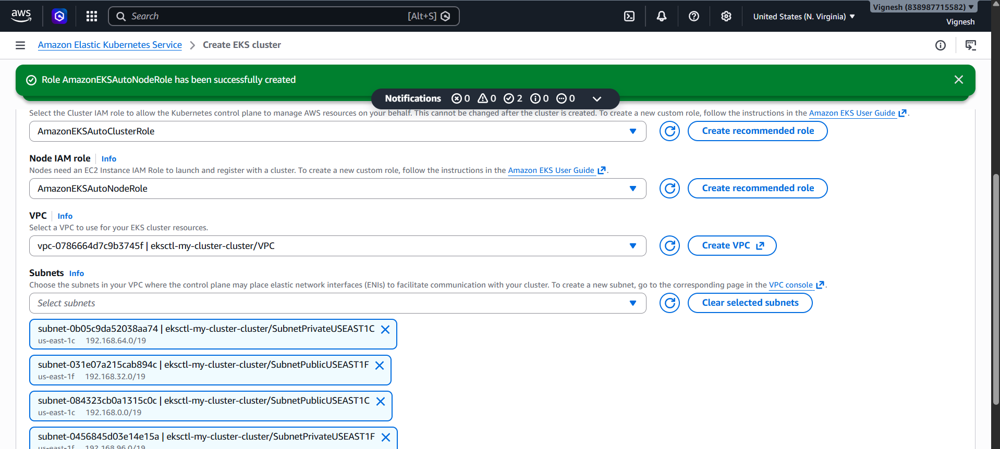 aws
Search
[Alt+S]
United States (N. Virginia)
Vignesh (838987715582)
Vignesh
Amazon Elastic Kubernetes Service
Create EKS cluster
Role AmazonEKSAutoNodeRole has been successfully created
Notifications 0 0 2 0 0
Select the Cluster IAM role to allow the Kubernetes control plane to manage AWS resources on your behalf. This cannot be changed after the cluster is created. To create a new custom role, follow the instructions in the Amazon EKS User Guide.
AmazonEKSAutoClusterRole
Create recommended role
Node IAM role Info
Nodes need an EC2 Instance IAM Role to launch and register with a cluster. To create a new custom role, follow the instructions in the Amazon EKS User Guide.
AmazonEKSAutoNodeRole
Create recommended role
VPC Info
Select a VPC to use for your EKS cluster resources.
vpc-0786664d7c9b3745f | eksctl-my-cluster-cluster/VPC
Create VPC
Subnets Info
Choose the subnets in your VPC where the control plane may place elastic network interfaces (ENIs) to facilitate communication with your cluster. To create a new subnet, go to the corresponding page in the VPC console.
Select subnets
Clear selected subnets
subnet-0b05c9da52038aa74 | eksctl-my-cluster-cluster/SubnetPrivateUSEAST1C
us-east-1c 192.168.64.0/19
subnet-031e07a215cab894c | eksctl-my-cluster-cluster/SubnetPublicUSEAST1F
us-east-1f 192.168.32.0/19
subnet-084323cb0a1315c0c | eksctl-my-cluster-cluster/SubnetPublicUSEAST1C
us-east-1c 192.168.0.0/19
subnet-0456845d03e14e15a | eksctl-my-cluster-cluster/SubnetPrivateUSEAST1F
us-east-1f 192.168.96.0/19